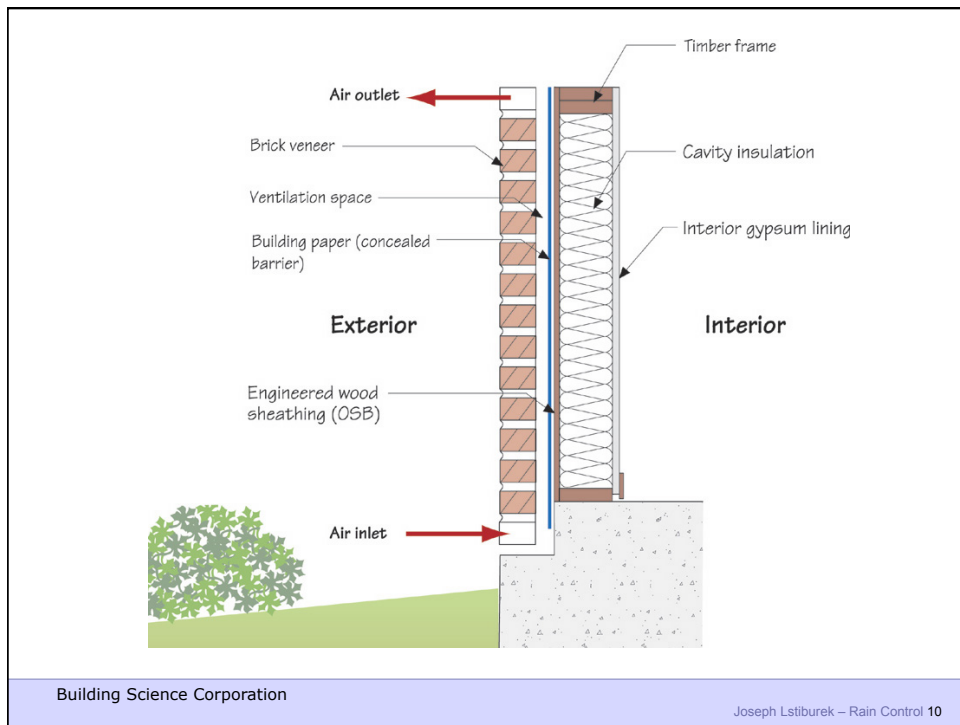 Timber frame
Air outlet
Brick veneer
Cavity insulation
Ventilation space
Interior gypsum lining
Building paper (concealed
barrier)
Exterior
Interior
Engineered wood
sheathing (OSB)
Air inlet
Building Science Corporation
Joseph Lstiburek – Rain Control 10